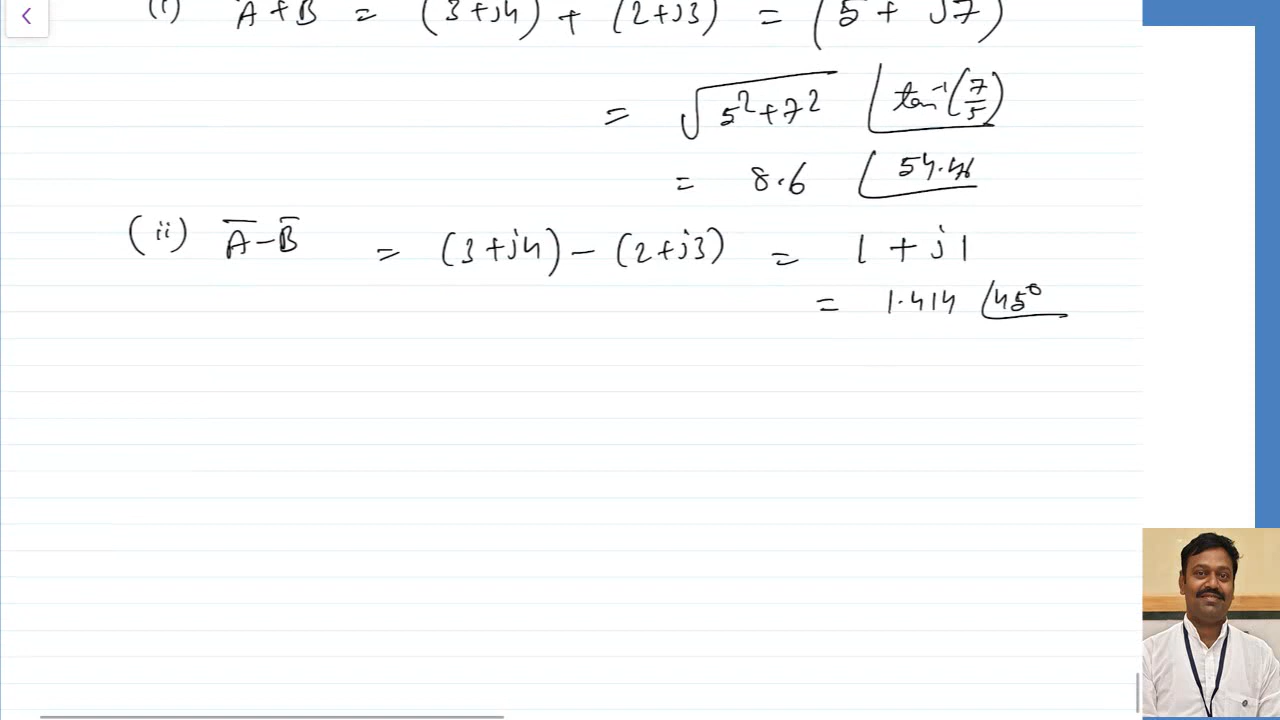 (i) A̅ + B̅ = (3+j4) + (2+j3) = (5 + j7)
= √(5²+7²) ∠tan⁻¹(7/5)
= 8.6 ∠54.46
(ii) A̅ − B̅ = (3+j4) − (2+j3) = 1 + j1
= 1.414 ∠45°